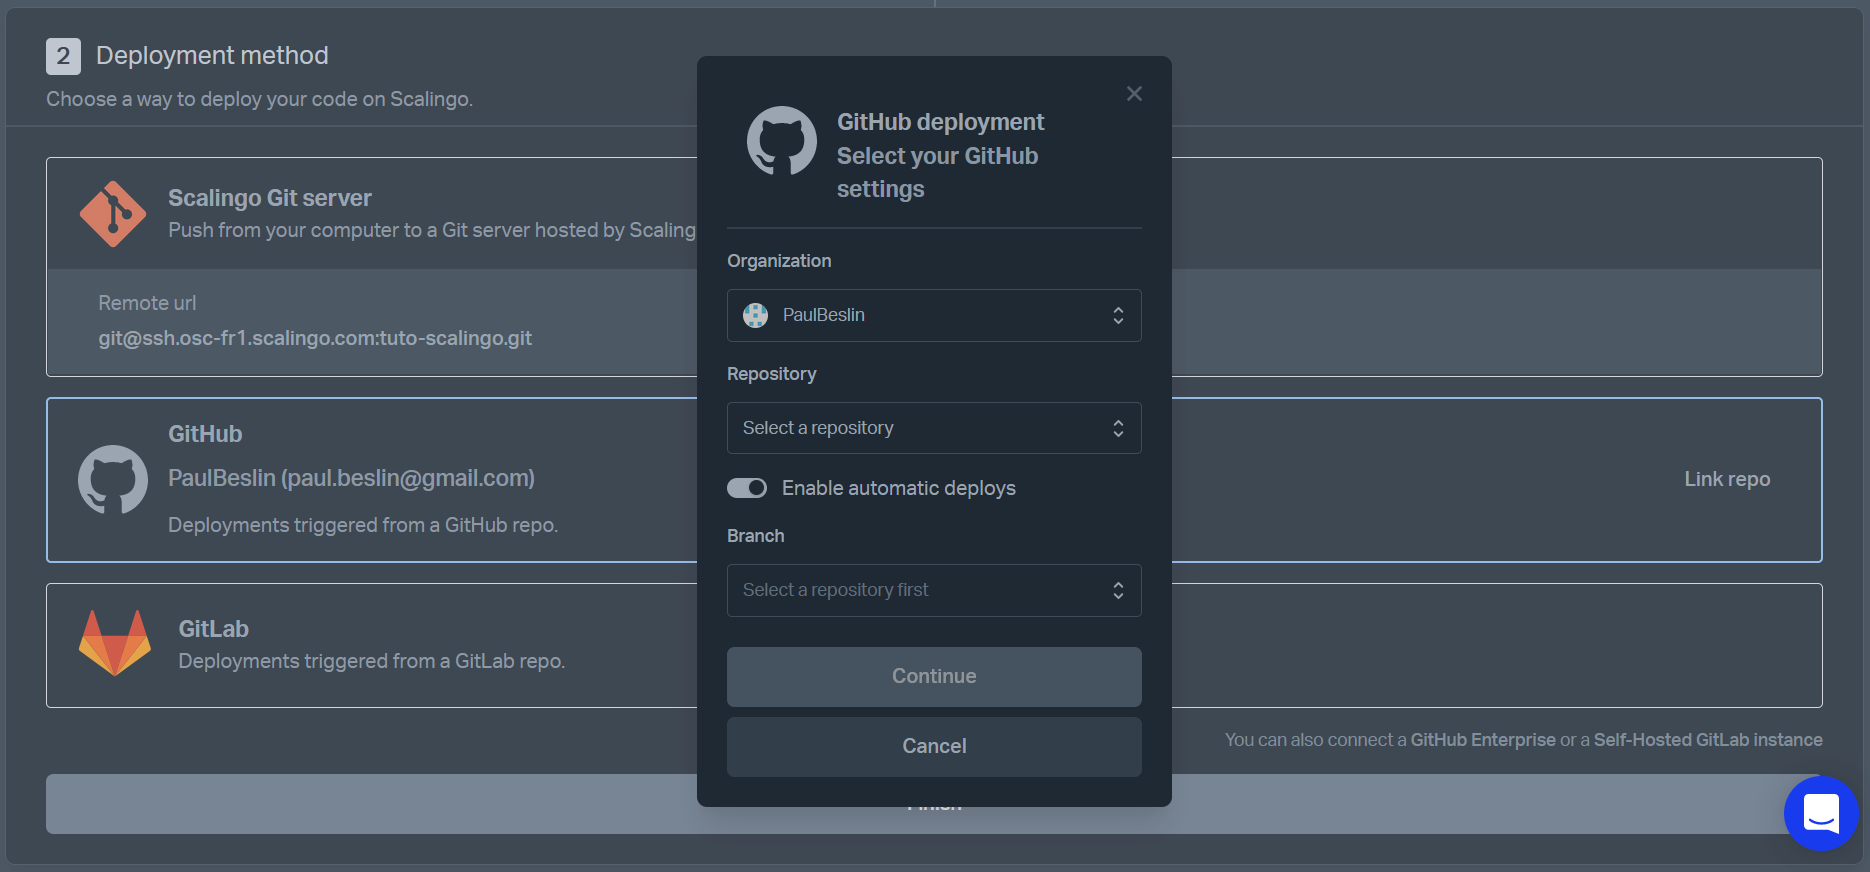 2 Deployment method
Choose a way to deploy your code on Scalingo.
Scalingo Git server
Push from your computer to a Git server hosted by Scaling
Remote url
git@ssh.osc-fr1.scalingo.com:tuto-scalingo.git
GitHub
PaulBeslin (paul.beslin@gmail.com)
Deployments triggered from a GitHub repo.
Link repo
GitLab
Deployments triggered from a GitLab repo.
You can also connect a GitHub Enterprise or a Self-Hosted GitLab instance
GitHub deployment
Select your GitHub
settings
Organization
PaulBeslin
Repository
Select a repository
Enable automatic deploys
Branch
Select a repository first
Continue
Cancel